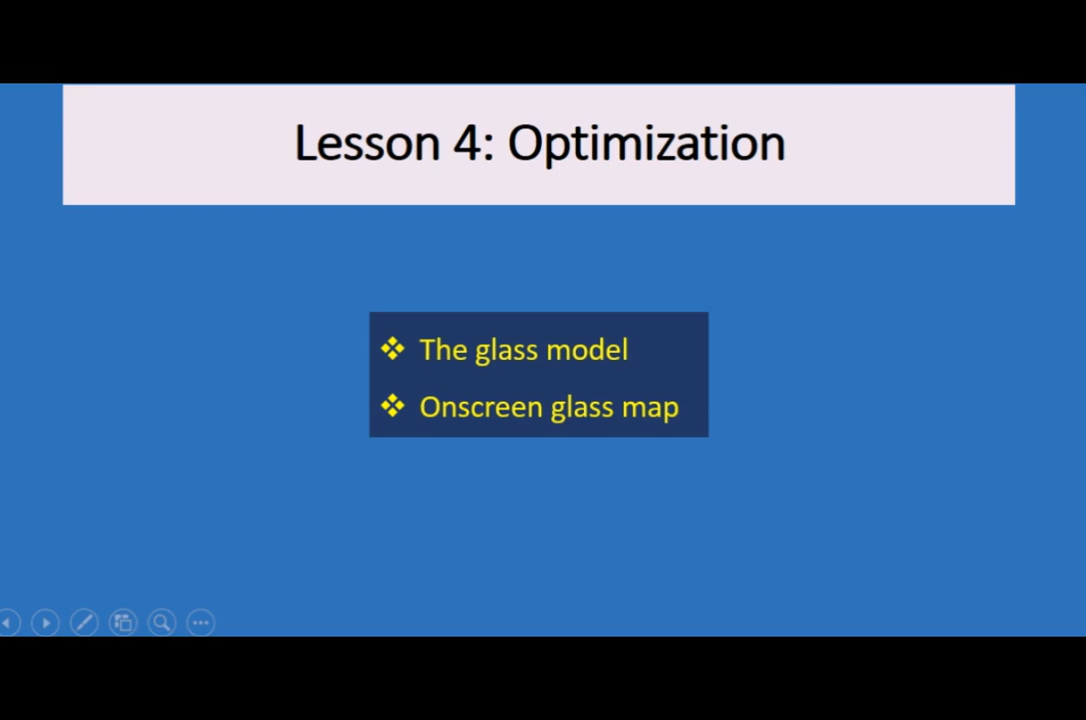 Lesson 4: Optimization
❖ The glass model
❖ Onscreen glass map